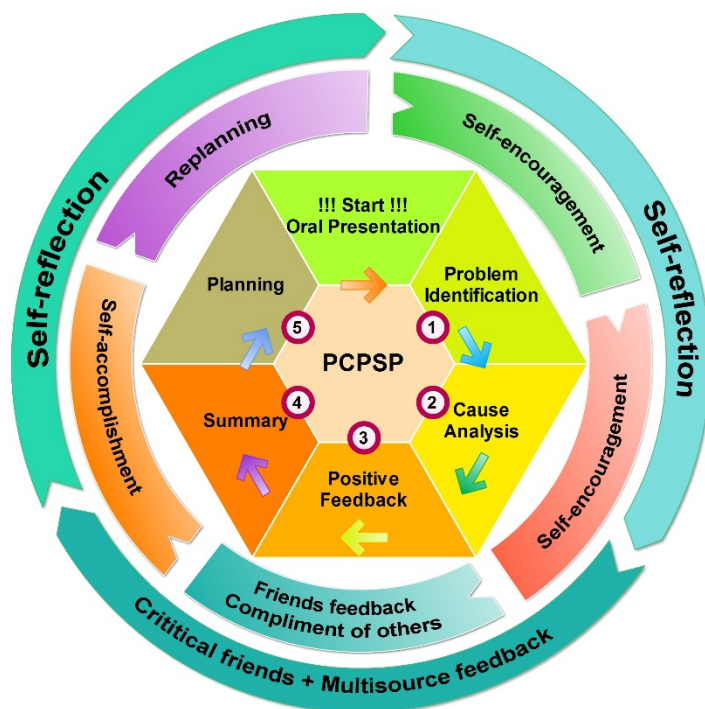 Self-reflection
Self-reflection
Replanning
Self-encouragement
!!! Start !!!
Oral Presentation
Planning
Problem
Identification
5
1
PCPSP
Self-accomplishment
4
2
Summary
Cause
Analysis
3
Positive
Feedback
Self-encouragement
Friends feedback
Compliment of others
Crititical friends + Multisource feedback